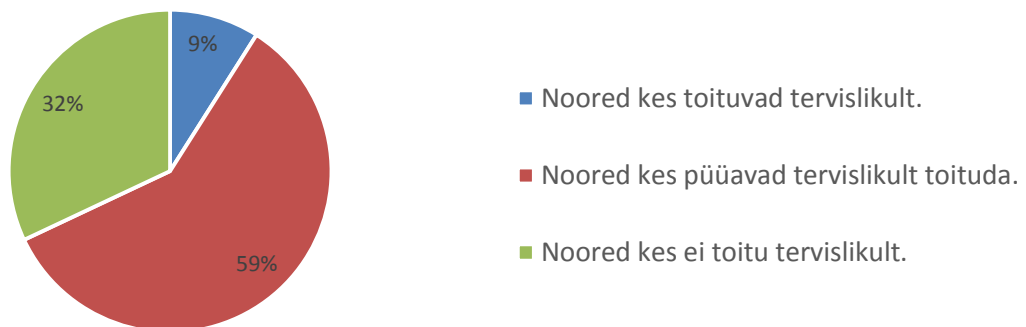 9%
32%
59%
Noored kes toituvad tervislikult.
Noored kes püüavad tervislikult toituda.
Noored kes ei toitu tervislikult.